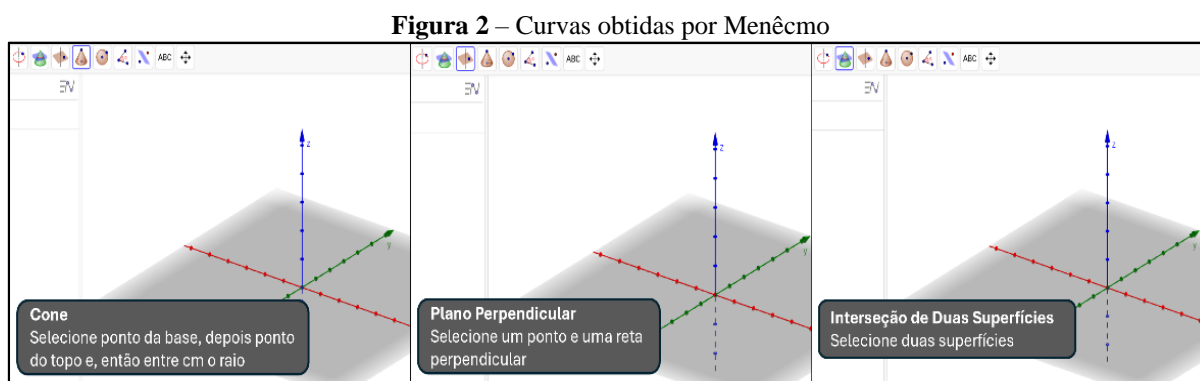 Figura 2 – Curvas obtidas por Menêcmo
ABC
ABC
ABC
z
y
z
y
z
y
Cone
Selecione ponto da base, depois ponto
do topo e, então entre cm o raio
Plano Perpendicular
Selecione um ponto e uma reta
perpendicular
Interseção de Duas Superfícies
Selecione duas superfícies